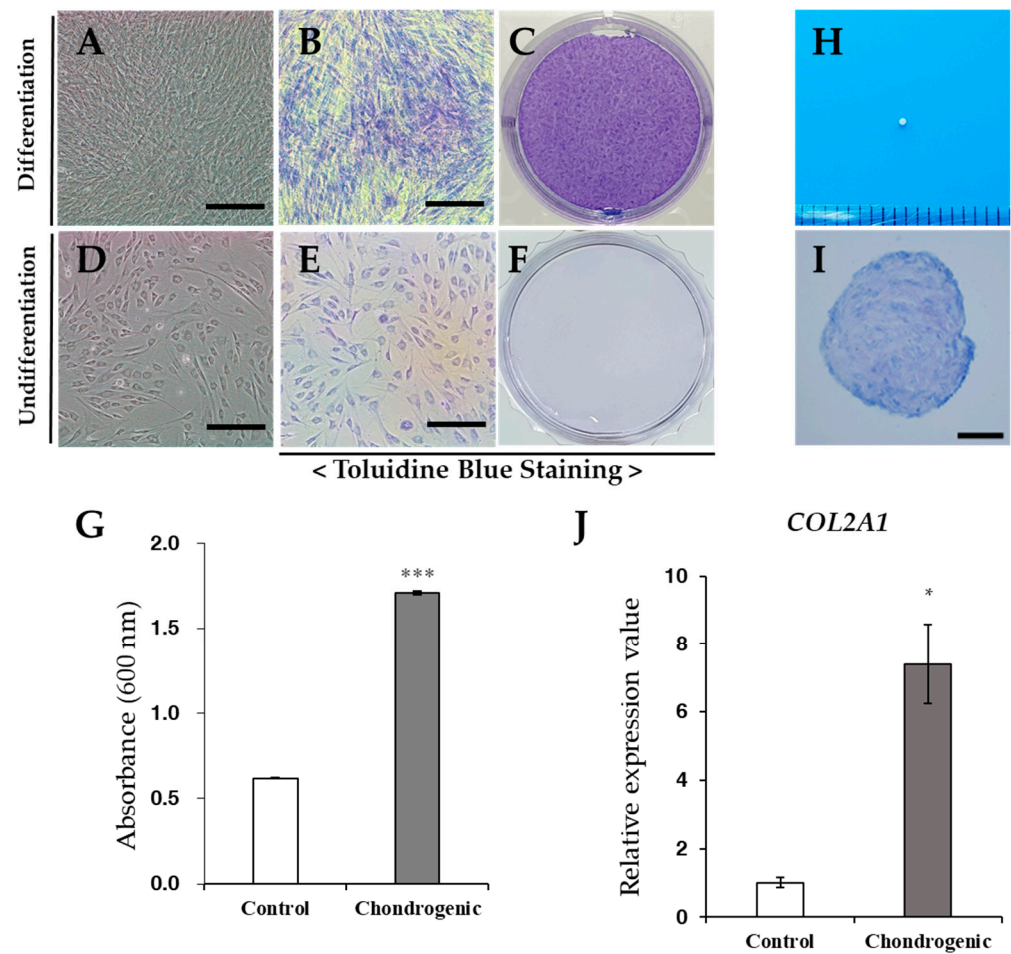 Differentiation
A
B
C
H
Undifferentiation
D
E
F
I
< Toluidine Blue Staining >
G
Absorbance (600 nm)
2.0
1.5
1.0
0.5
0.0
***
Control
Chondrogenic
J
COL2A1
Relative expression value
10
8
6
4
2
0
*
Control
Chondrogenic